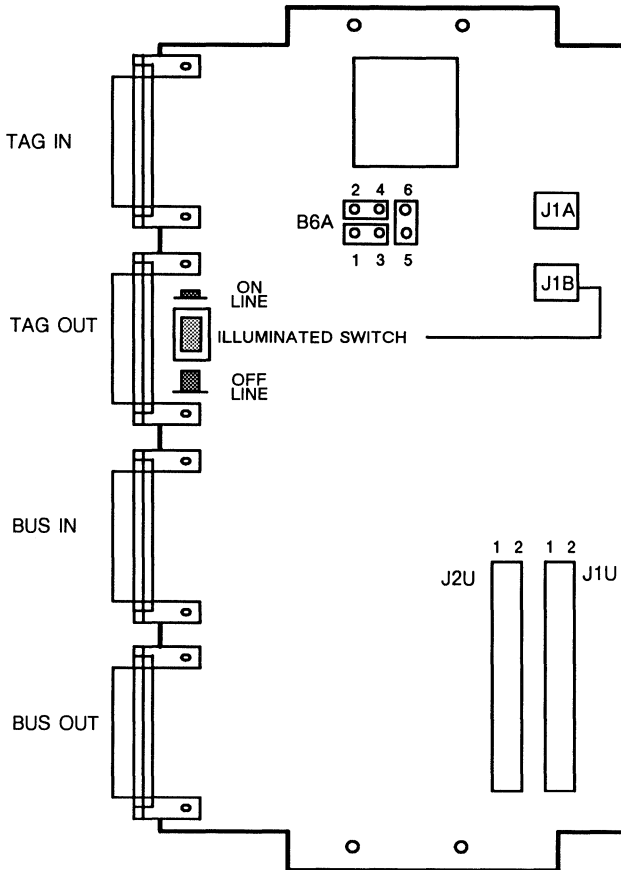 TAG IN
2 4 6
B6A
1 3 5
J1A
J1B
TAG OUT
ON
LINE
ILLUMINATED SWITCH
OFF
LINE
BUS IN
1 2 1 2
J2U
J1U
BUS OUT